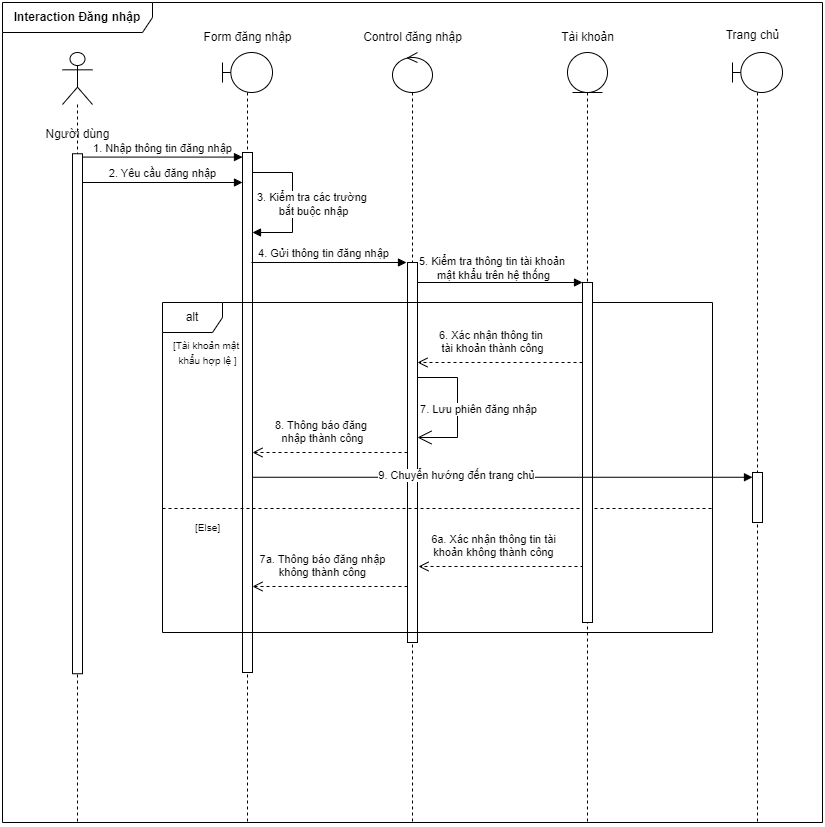 Interaction Đăng nhập
Form đăng nhập
Control đăng nhập
Tài khoản
Trang chủ
Người dùng
1. Nhập thông tin đăng nhập
2. Yêu cầu đăng nhập
3. Kiểm tra các trường
bắt buộc nhập
4. Gửi thông tin đăng nhập
5. Kiểm tra thông tin tài khoản
mật khẩu trên hệ thống
alt
[Tài khoản mật
khẩu hợp lệ ]
6. Xác nhận thông tin
tài khoản thành công
7. Lưu phiên đăng nhập
8. Thông báo đăng
nhập thành công
9. Chuyển hướng đến trang chủ
[Else]
6a. Xác nhận thông tin tài
khoản không thành công
7a. Thông báo đăng nhập
không thành công